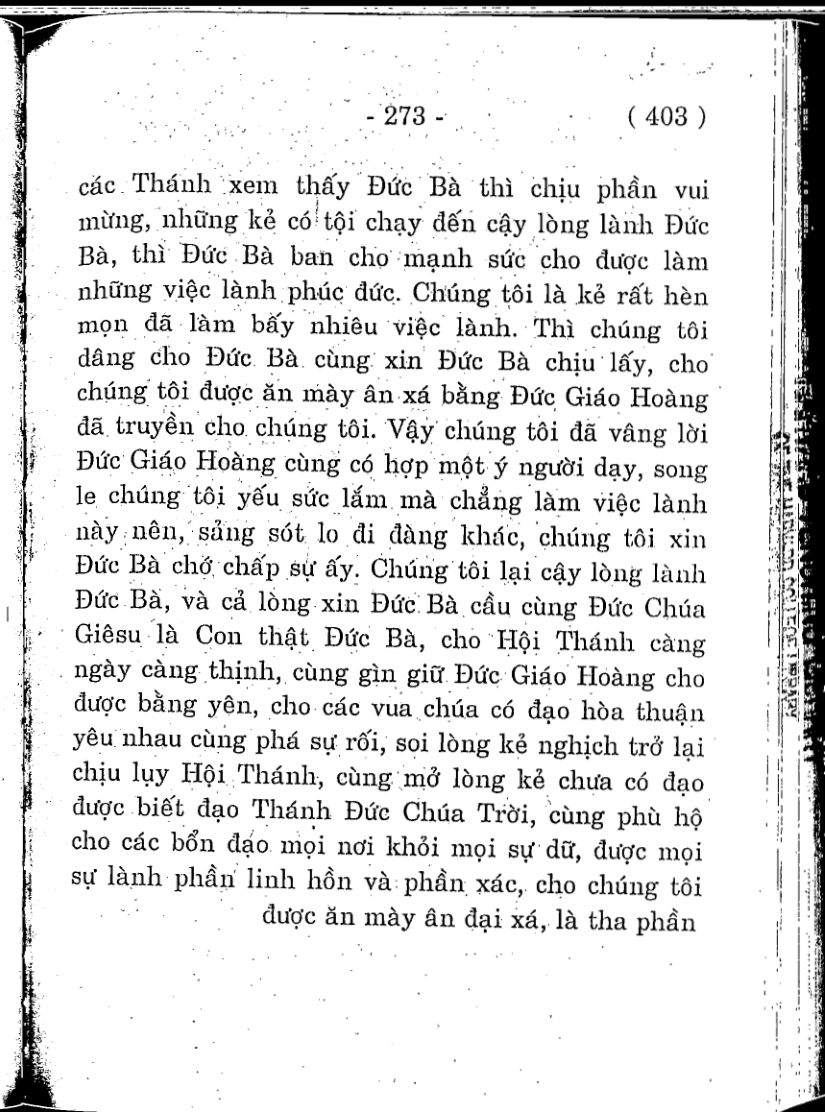 - 273 - ( 403 )
các Thánh xem thấy Đức Bà thì chịu phần vui
mừng, những kẻ có tội chạy đến cậy lòng lành Đức
Bà, thì Đức Bà ban cho mạnh sức cho được làm
những việc lành phúc đức. Chúng tôi là kẻ rất hèn
mọn đã làm bấy nhiêu việc lành. Thì chúng tôi
dâng cho Đức Bà cùng xin Đức Bà chịu lấy, cho
chúng tôi được ăn mày ân xá bằng Đức Giáo Hoàng
đã truyền cho chúng tôi. Vậy chúng tôi đã vâng lời
Đức Giáo Hoàng cùng có hợp một ý người dạy, song
le chúng tôi yếu sức lắm mà chẳng làm việc lành
này nên, sảng sót lo đi đàng khác, chúng tôi xin
Đức Bà chớ chấp sự ấy. Chúng tôi lại cậy lòng lành
Đức Bà, và cả lòng xin Đức Bà cầu cùng Đức Chúa
Giêsu là Con thật Đức Bà, cho Hội Thánh càng
ngày càng thịnh, cùng gìn giữ Đức Giáo Hoàng cho
được bằng yên, cho các vua chúa có đạo hòa thuận
yêu nhau cùng phá sự rối, soi lòng kẻ nghịch trở lại
chịu lụy Hội Thánh, cùng mở lòng kẻ chưa có đạo
được biết đạo Thánh Đức Chúa Trời, cùng phù hộ
cho các bổn đạo mọi nơi khỏi mọi sự dữ, được mọi
sự lành phần linh hồn và phần xác, cho chúng tôi
được ăn mày ân đại xá, là tha phần